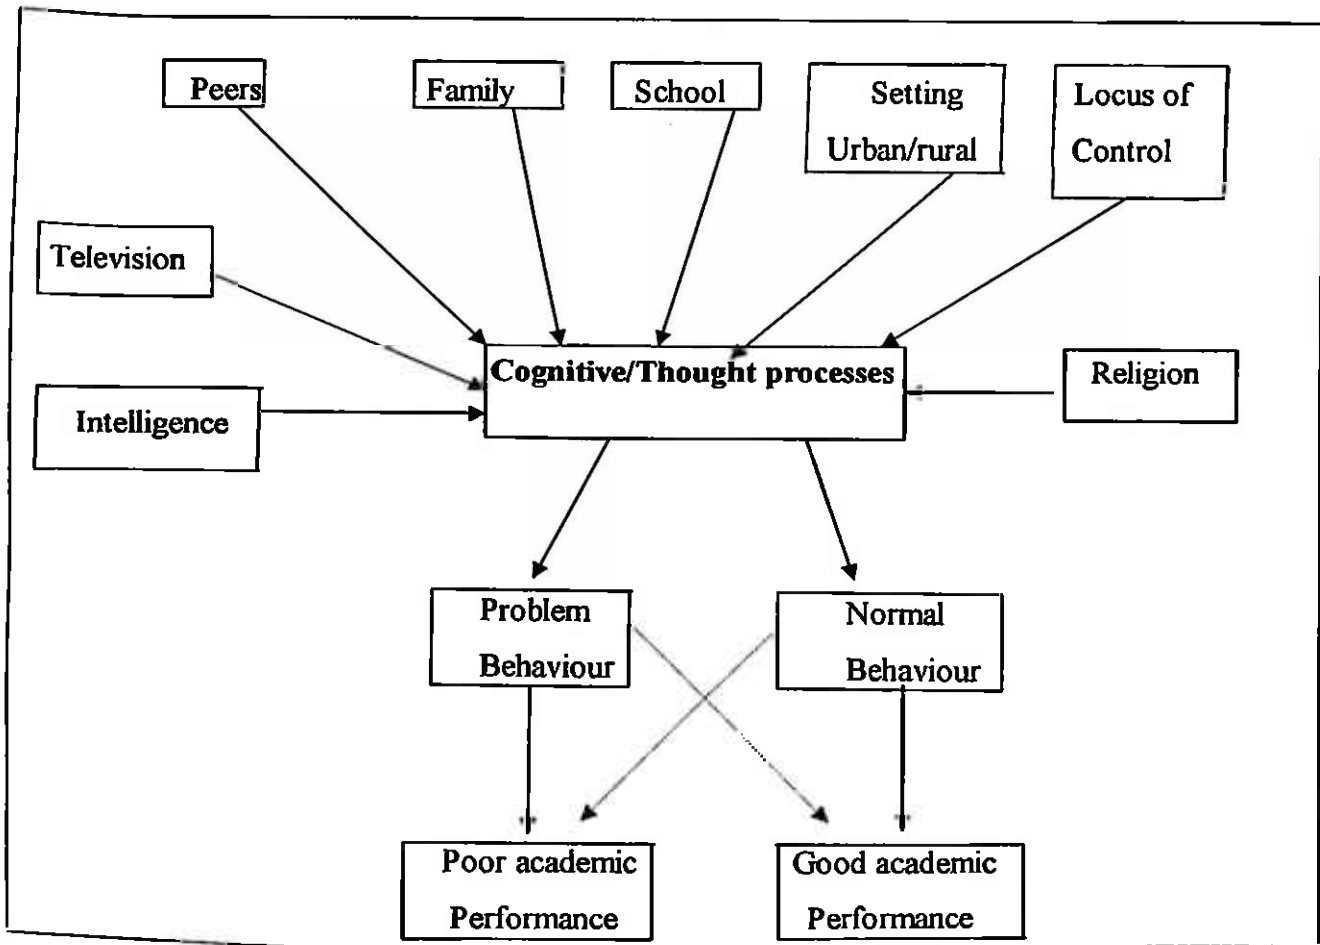 Peers
Family
School
Setting
Urban/rural
Locus of
Control
Television
Cognitive/Thought processes
Religion
Intelligence
Problem
Behaviour
Normal
Behaviour
Poor academic
Performance
Good academic
Performance